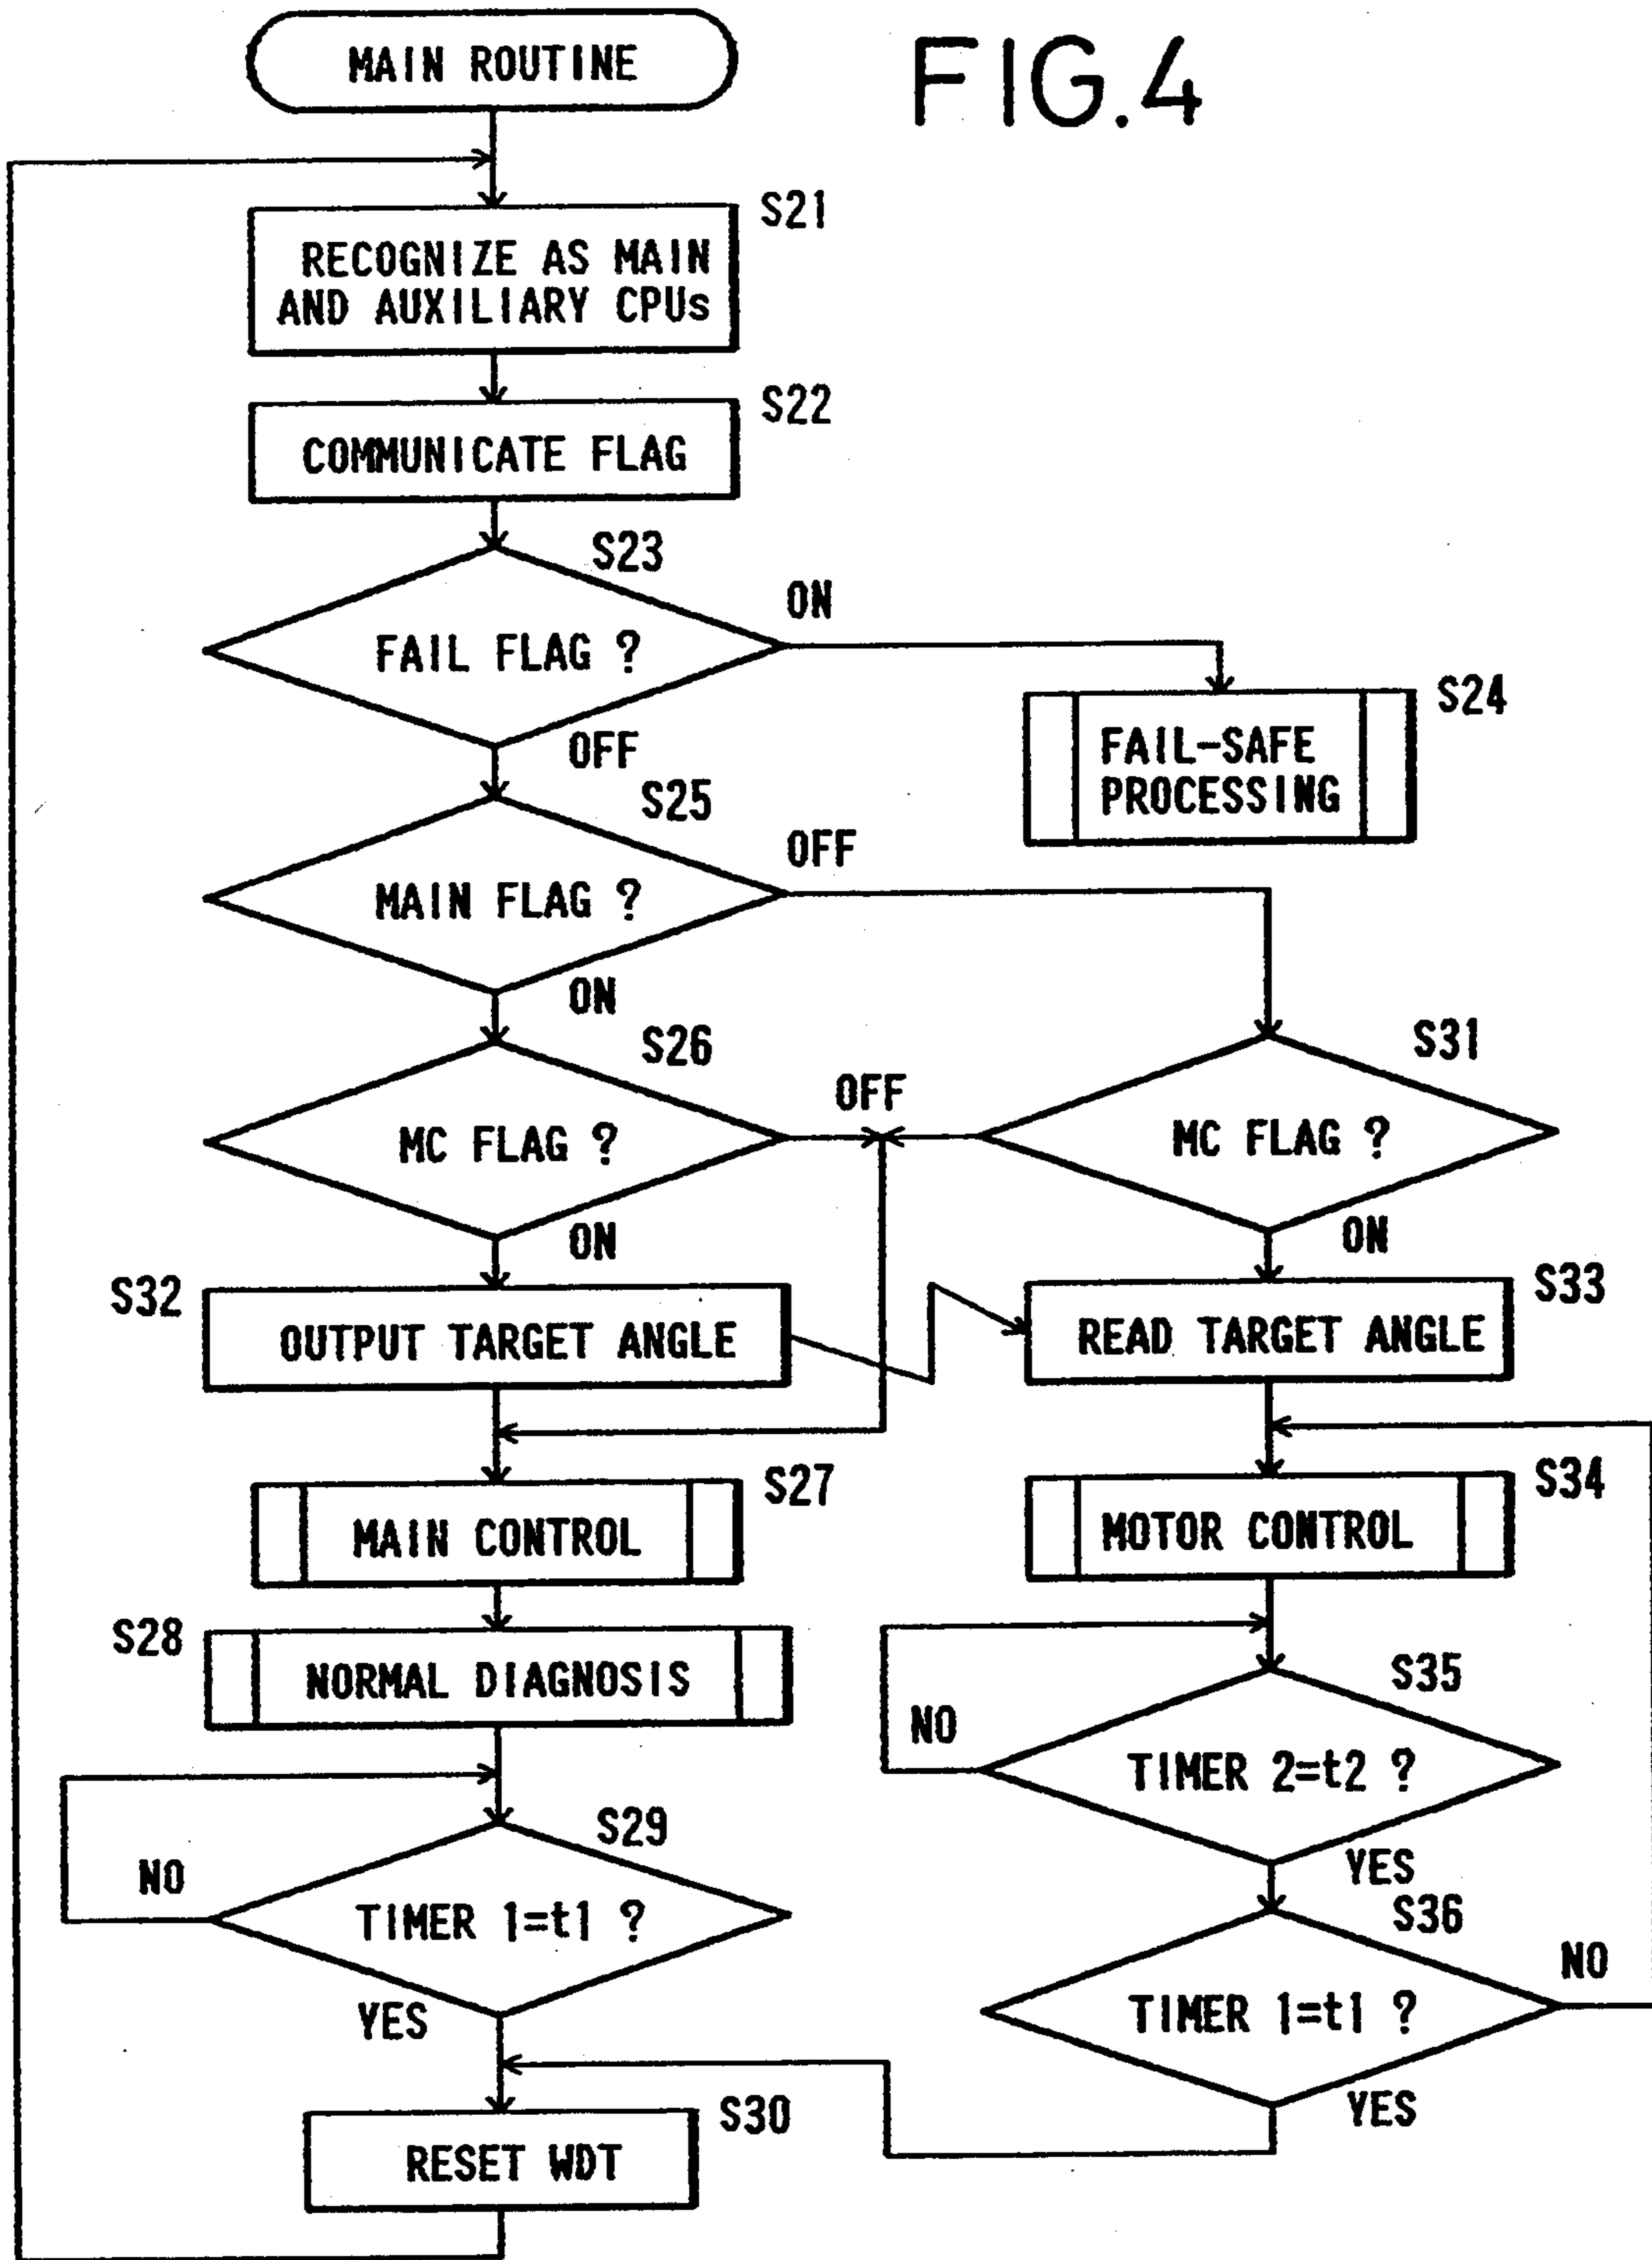 FIG.4
MAIN ROUTINE
S21
RECOGNIZE AS MAIN
AND AUXILIARY CPUs
S22
COMMUNICATE FLAG
S23
FAIL FLAG ?
ON
OFF
S24
FAIL-SAFE
PROCESSING
S25
MAIN FLAG ?
OFF
ON
S26
MC FLAG ?
OFF
ON
S31
MC FLAG ?
ON
S32
OUTPUT TARGET ANGLE
S33
READ TARGET ANGLE
S27
MAIN CONTROL
S34
MOTOR CONTROL
S28
NORMAL DIAGNOSIS
S35
NO
TIMER 2=t2 ?
YES
S29
NO
TIMER 1=t1 ?
YES
S36
NO
TIMER 1=t1 ?
YES
S30
RESET WDT